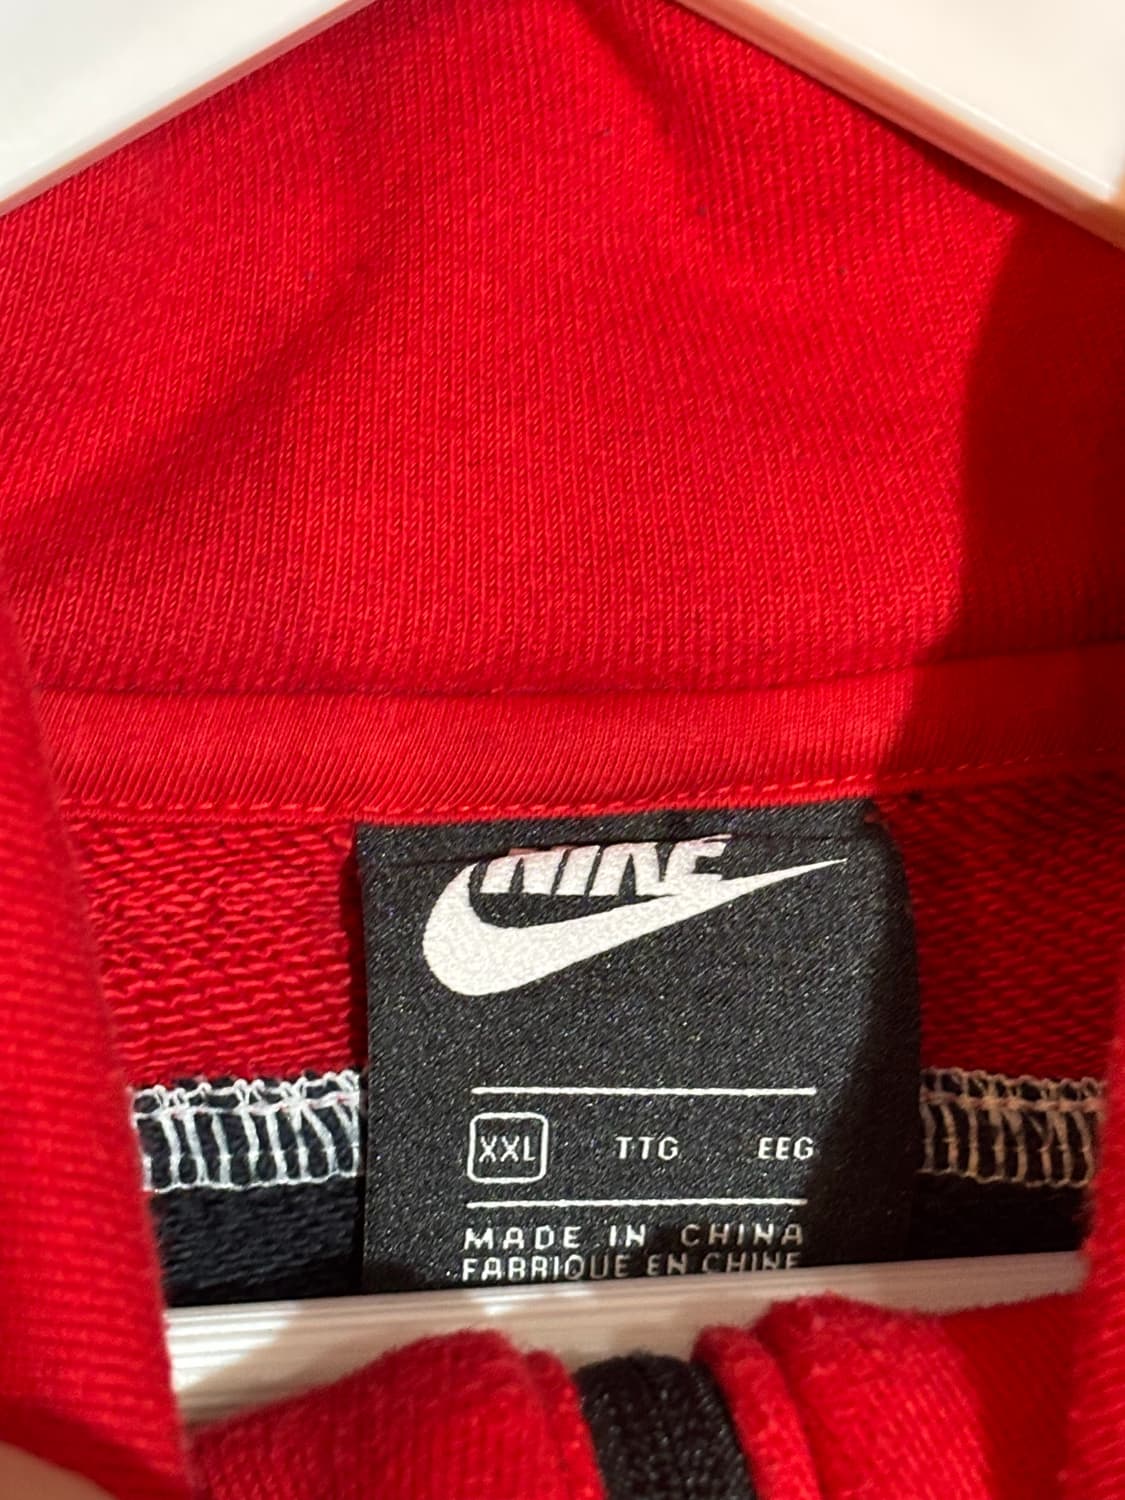 NIKE
XXL TTG EEG
MADE IN CHINA
FABRIQUE EN CHINE